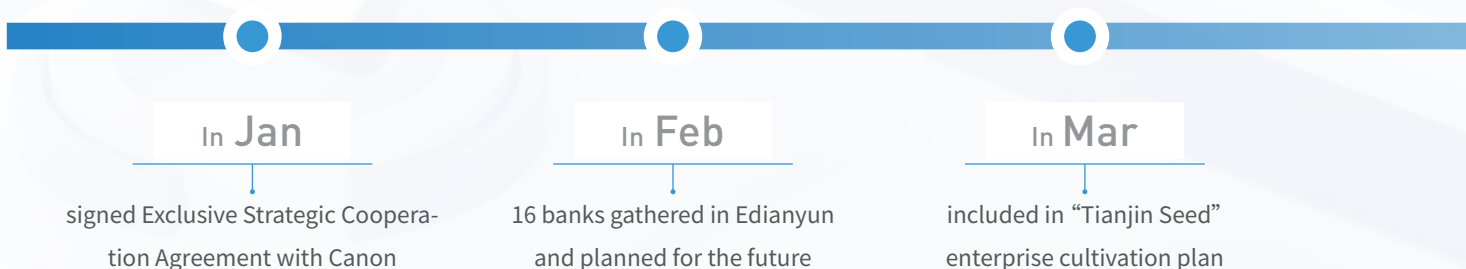 In Jan
signed Exclusive Strategic Coopera-
tion Agreement with Canon
In Feb
16 banks gathered in Edianyun
and planned for the future
In Mar
included in “Tianjin Seed”
enterprise cultivation plan